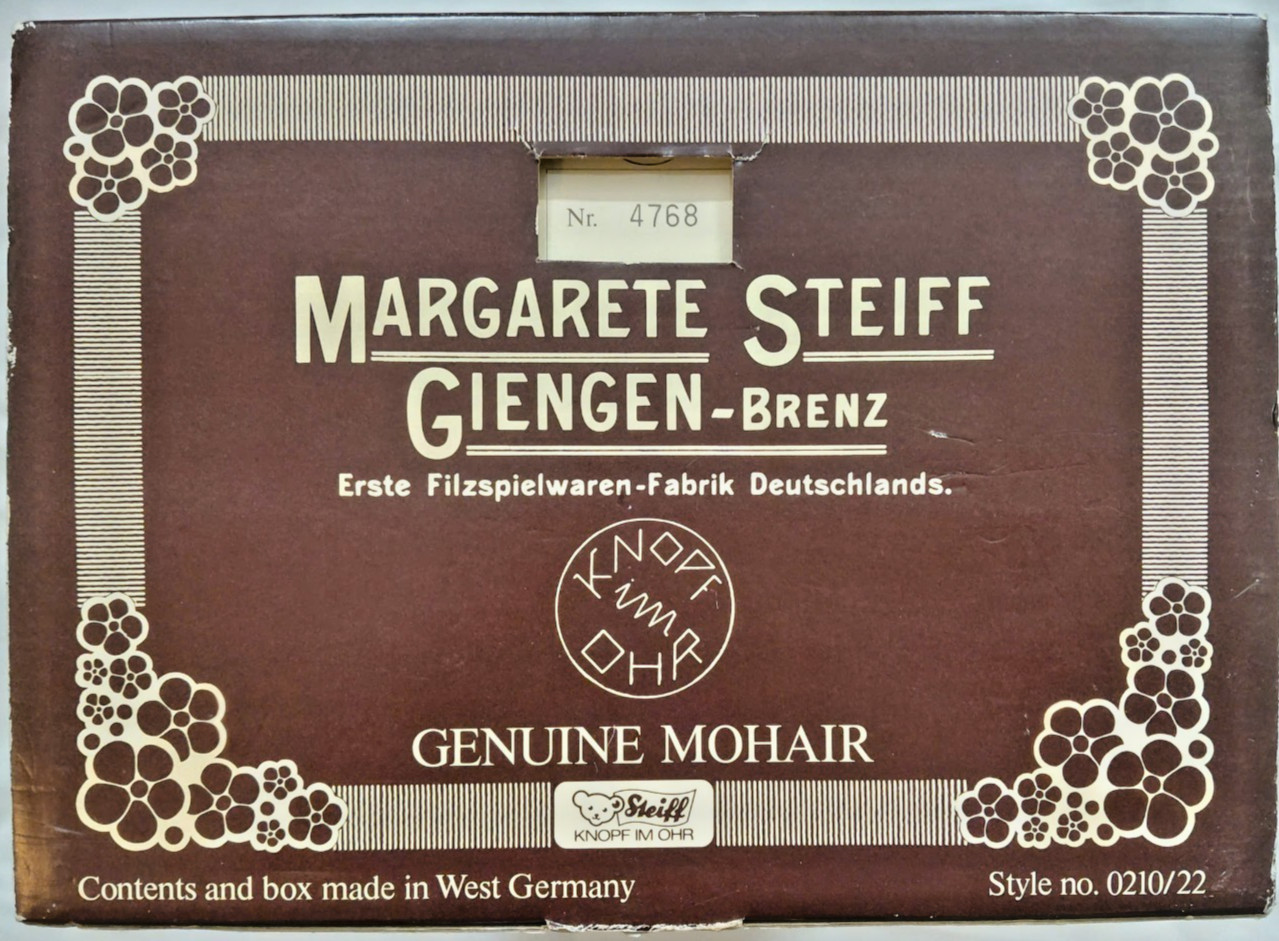 Nr. 4768
MARGARETE STEIFF
GIENGEN-BRENZ
Erste Filzspielwaren-Fabrik Deutschlands.
KNOPF
im
OHR
GENUINE MOHAIR
Steiff
KNOPF IM OHR
Contents and box made in West Germany
Style no. 0210/22